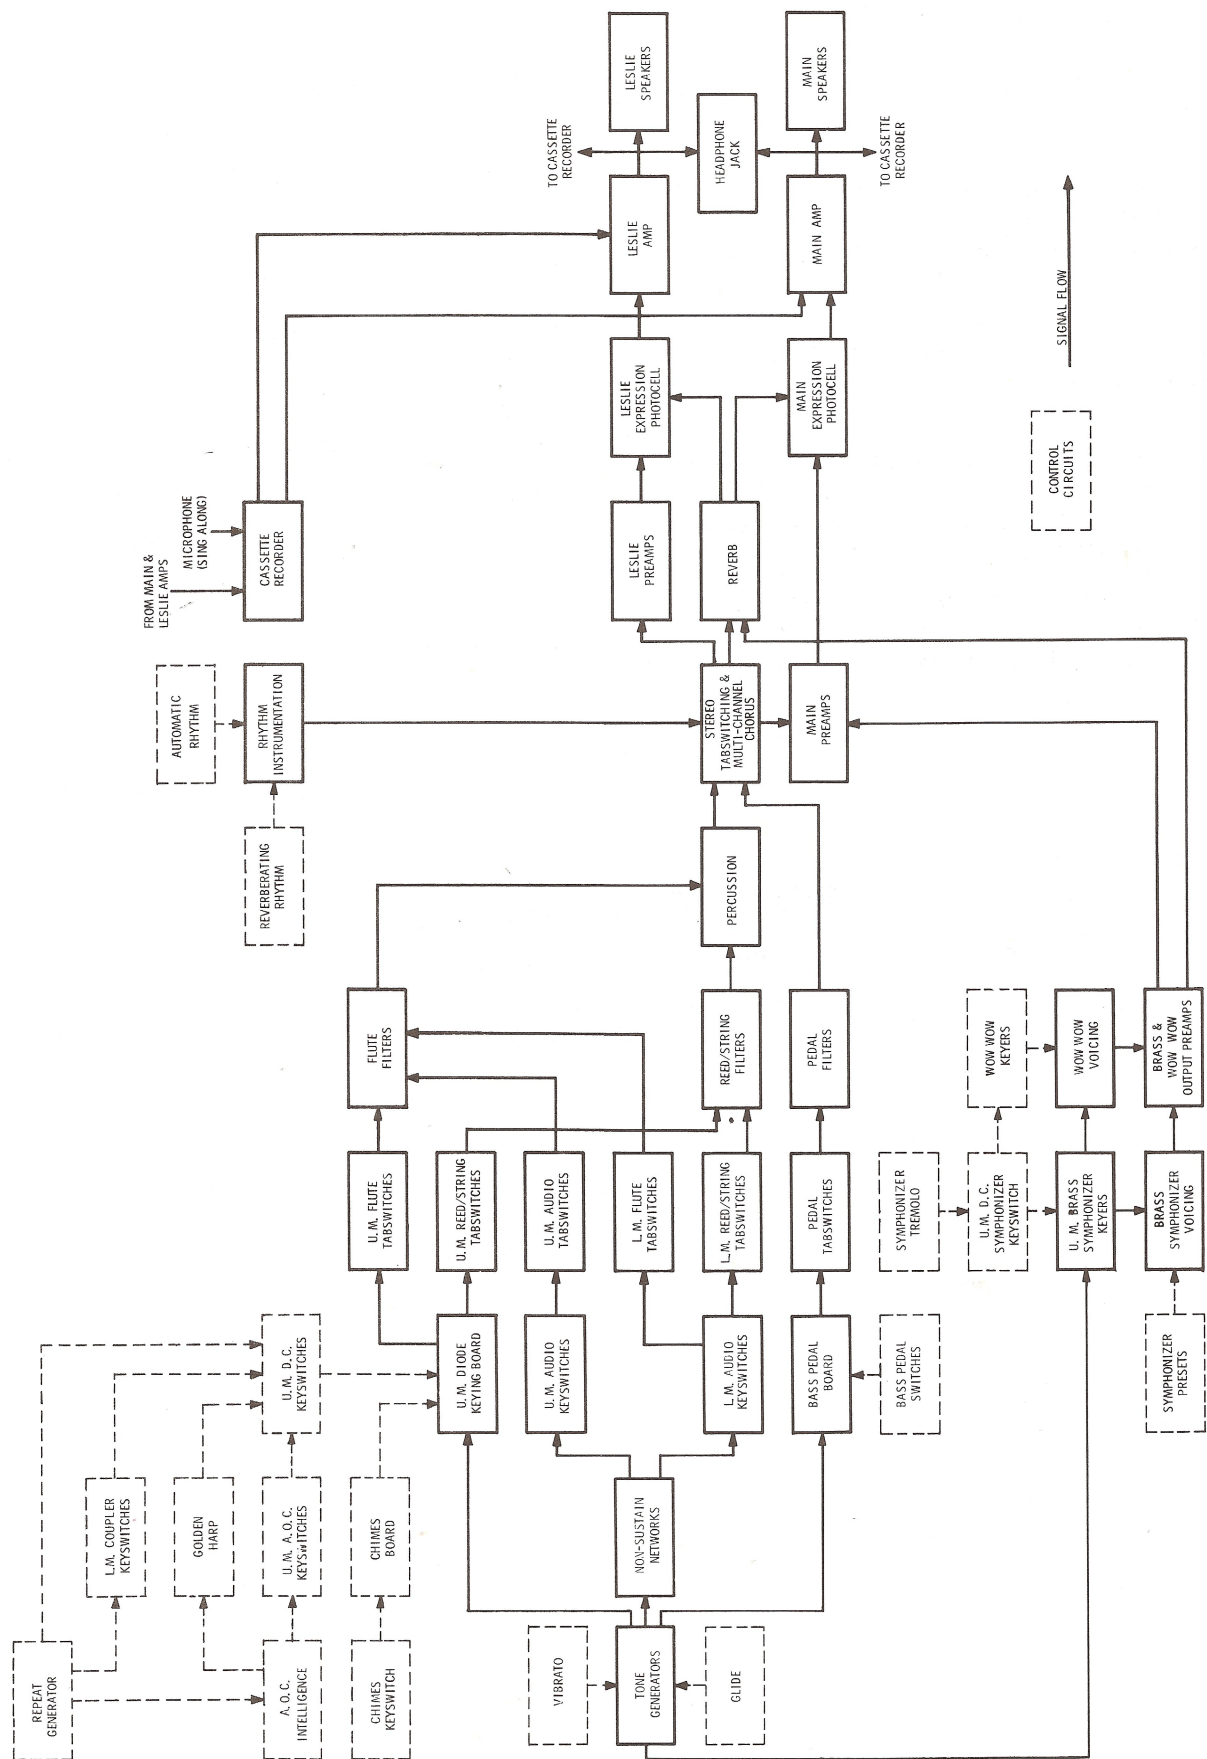 REPEAT
GENERATOR
L.M. COUPLER
KEYSWITCHES
GOLDEN
HARP
A.O.C.
INTELLIGENCE
U.M. A.O.C.
KEYSWITCHES
U.M. D.C.
KEYSWITCHES
CHIMES
KEYSWITCH
CHIMES
BOARD
U.M. DIODE
KEYING BOARD
U.M. FLUTE
TABSWITCHES
FLUTE
FILTERS
U.M. REED/STRING
TABSWITCHES
VIBRATO
TONE
GENERATORS
GLIDE
NON-SUSTAIN
NETWORKS
U.M. AUDIO
KEYSWITCHES
U.M. AUDIO
TABSWITCHES
L.M. AUDIO
KEYSWITCHES
L.M. FLUTE
TABSWITCHES
L.M. REED/STRING
TABSWITCHES
REED/STRING
FILTERS
PERCUSSION
BASS PEDAL
BOARD
BASS PEDAL
SWITCHES
PEDAL
TABSWITCHES
PEDAL
FILTERS
SYMPHONIZER
TREMOLO
U.M. D.C.
SYMPHONIZER
KEYSWITCH
WOW WOW
KEYERS
U.M. BRASS
SYMPHONIZER
KEYERS
WOW WOW
VOICING
SYMPHONIZER
PRESETS
BRASS
SYMPHONIZER
VOICING
BRASS &
WOW WOW
OUTPUT PREAMPS
REVERBERATING
RHYTHM
AUTOMATIC
RHYTHM
RHYTHM
INSTRUMENTATION
STEREO
TABSWITCHING &
MULTI-CHANNEL
CHORUS
MAIN
PREAMPS
FROM MAIN &
LESLIE AMPS
MICROPHONE
(SING ALONG)
CASSETTE
RECORDER
LESLIE
PREAMPS
REVERB
LESLIE
EXPRESSION
PHOTOCELL
MAIN
EXPRESSION
PHOTOCELL
LESLIE
AMP
MAIN AMP
TO CASSETTE
RECORDER
HEADPHONE
JACK
TO CASSETTE
RECORDER
LESLIE
SPEAKERS
MAIN
SPEAKERS
CONTROL
CIRCUITS
SIGNAL FLOW